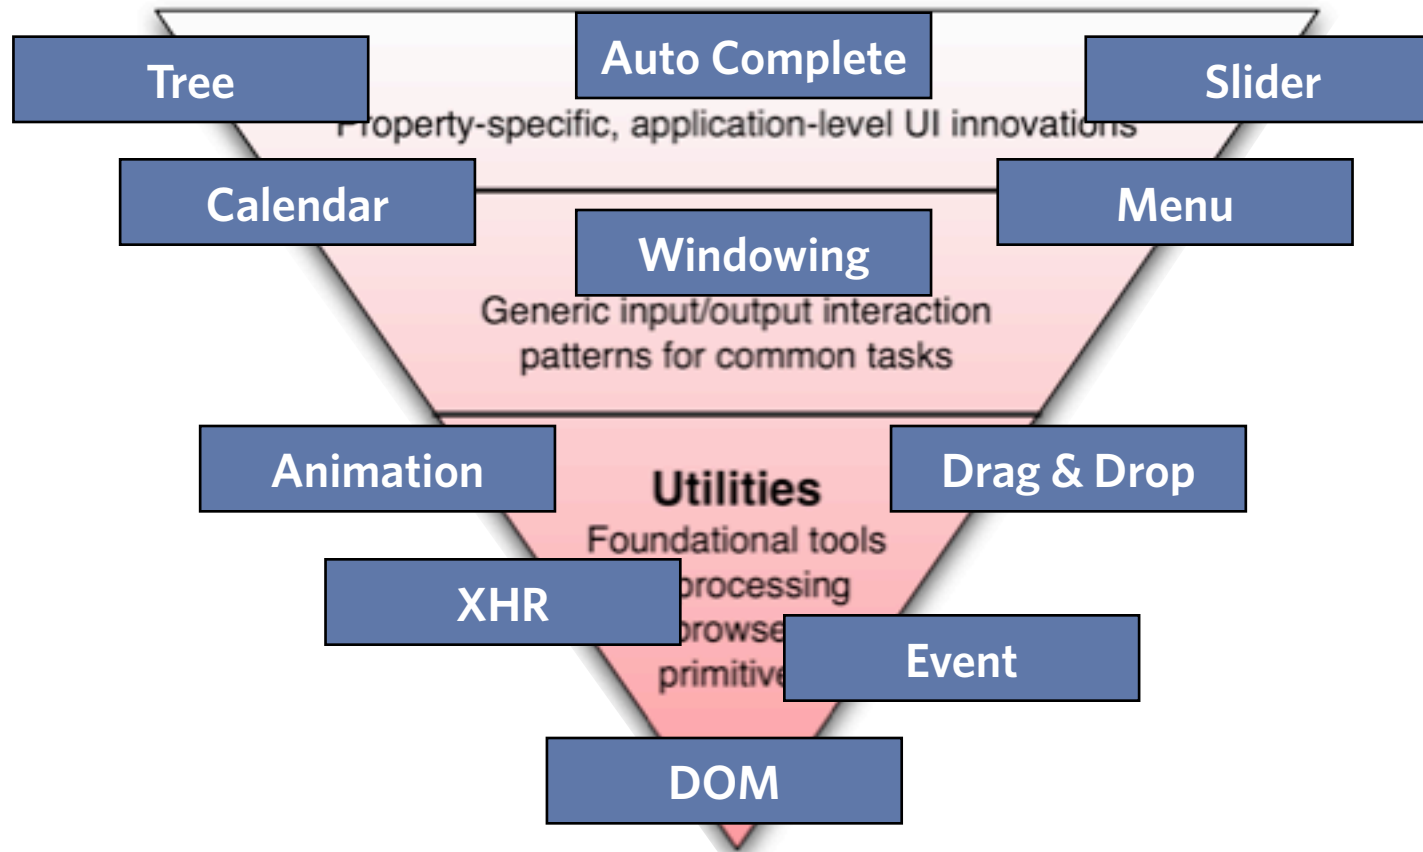 Auto Complete
Tree
Slider
Property-specific, application-level UI innovations
Calendar
Menu
Windowing
Generic input/output interaction
patterns for common tasks
Animation
Drag & Drop
Utilities
Foundational tools
XHR
processing
Event
DOM